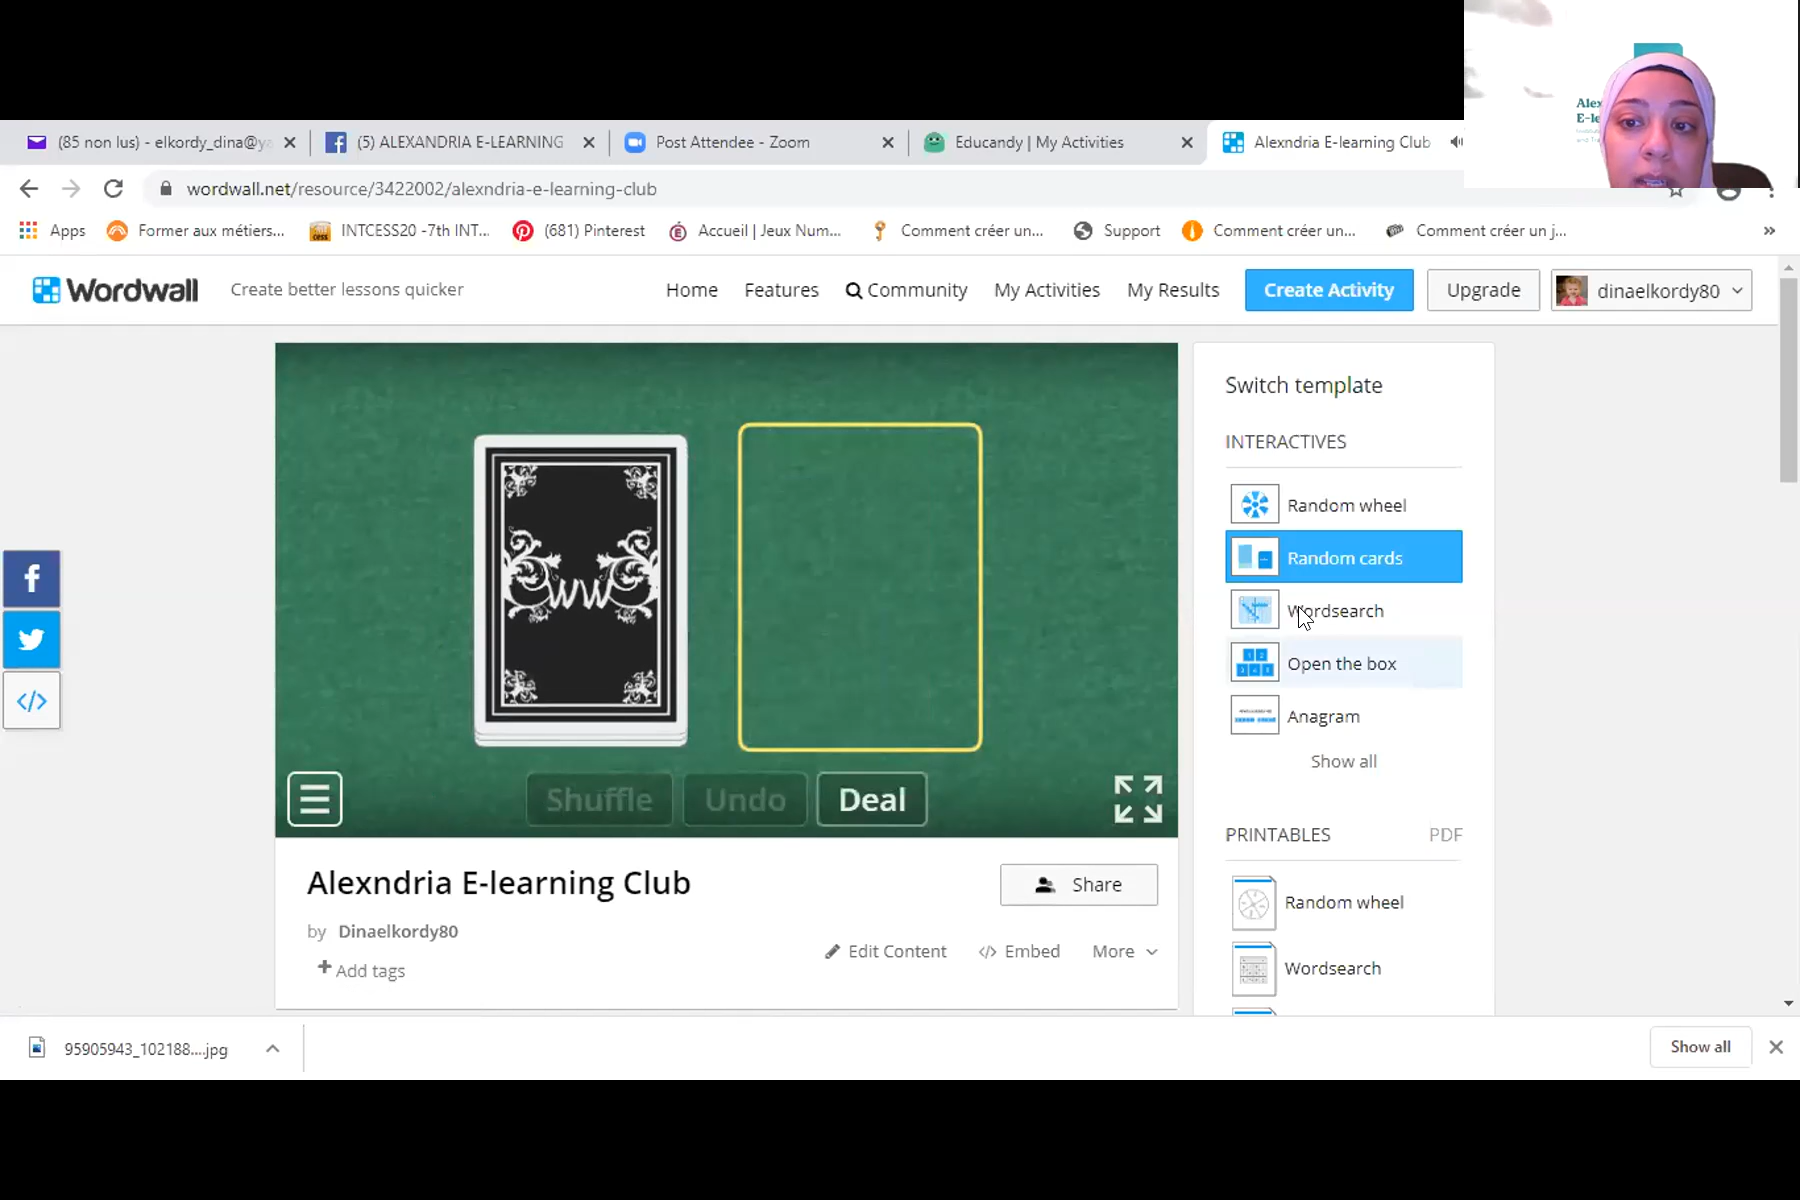 Alex
E-le
(85 non lus) - elkordy_dina@y
(5) ALEXANDRIA E-LEARNING
Post Attendee - Zoom
Educandy | My Activities
Alexndria E-learning Club
wordwall.net/resource/3422002/alexndria-e-learning-club
Apps
Former aux métiers...
INTCESS20 -7th INT...
(681) Pinterest
Accueil | Jeux Num...
Comment créer un...
Support
Comment créer un...
Comment créer un j...
»
Wordwall
Create better lessons quicker
Home
Features
Community
My Activities
My Results
Create Activity
Upgrade
dinaelkordy80
Switch template
INTERACTIVES
Random wheel
Random cards
Wordsearch
Open the box
Anagram
Show all
PRINTABLES PDF
Random wheel
Wordsearch
f
</>
ww
Shuffle
Undo
Deal
Alexndria E-learning Club
Share
by Dinaelkordy80
+ Add tags
Edit Content
</> Embed
More
95905943_102188....jpg
Show all